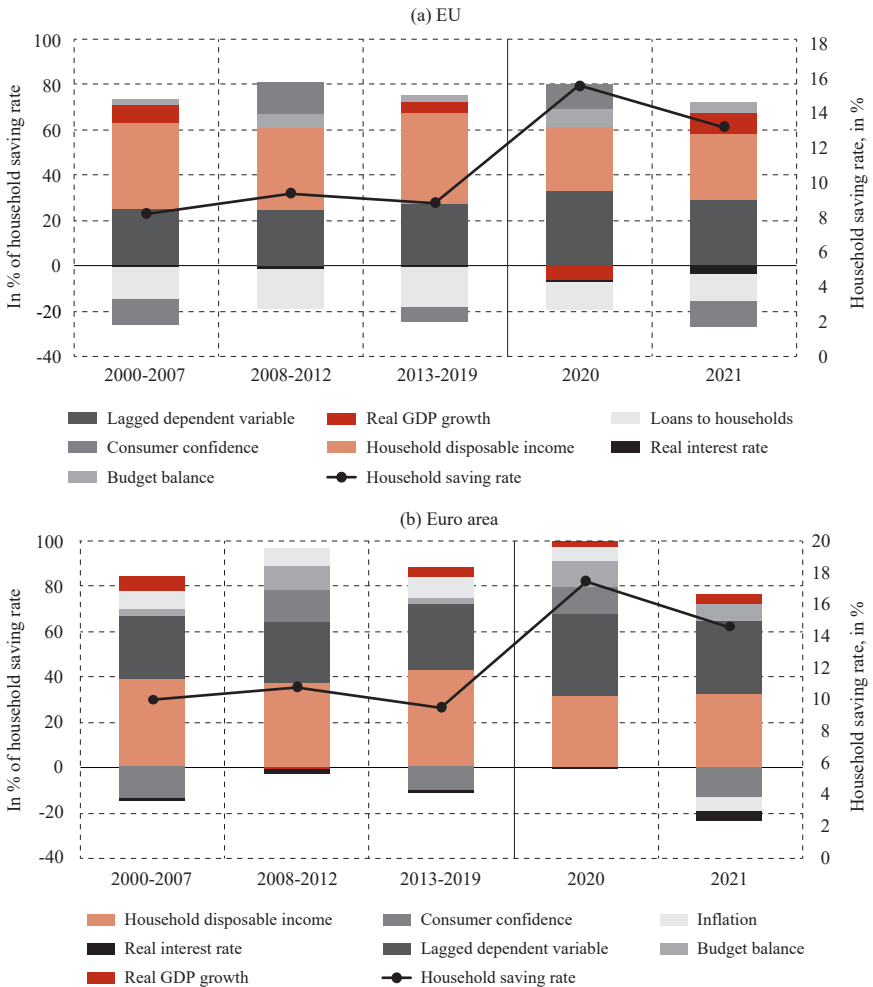 (a) EU
In % of household saving rate
100
80
60
40
20
0
-20
-40
18
16
14
12
10
8
6
4
2
0
Household saving rate, in %
2000-2007 2008-2012 2013-2019 2020 2021
Lagged dependent variable Real GDP growth Loans to households
Consumer confidence Household disposable income Real interest rate
Budget balance Household saving rate
(b) Euro area
In % of household saving rate
100
80
60
40
20
0
-20
-40
20
18
16
14
12
10
8
6
4
2
0
Household saving rate, in %
2000-2007 2008-2012 2013-2019 2020 2021
Household disposable income Consumer confidence Inflation
Real interest rate Lagged dependent variable Budget balance
Real GDP growth Household saving rate